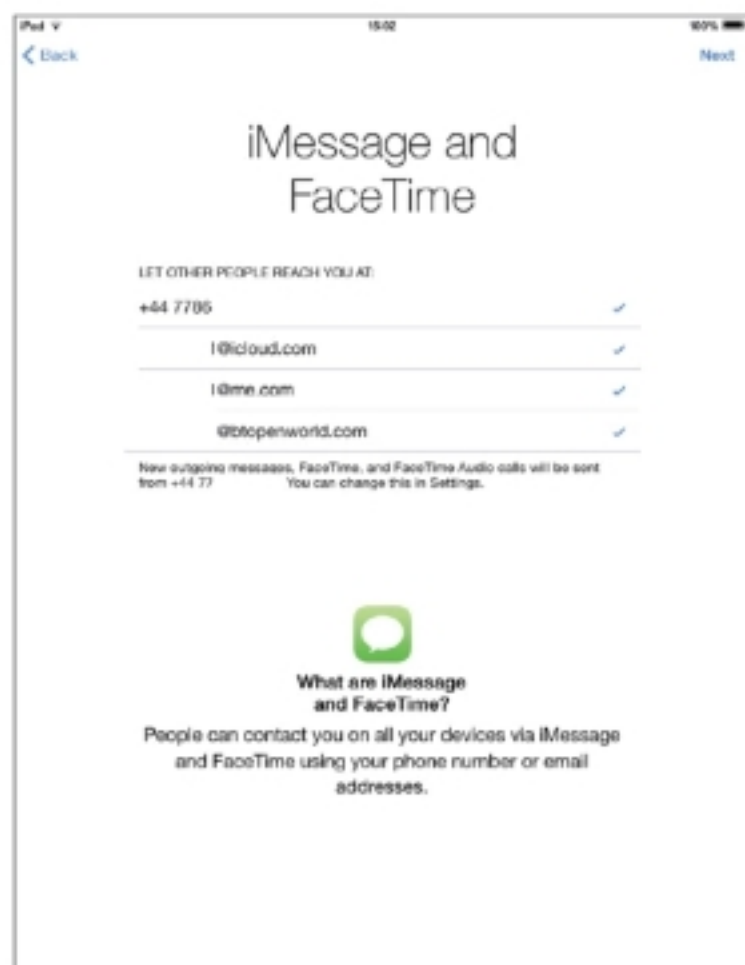 iPad
15:02
100%
Back
Next
iMessage and
FaceTime
LET OTHER PEOPLE REACH YOU AT:
+44 7786
l@icloud.com
l@me.com
@btopenworld.com
New outgoing messages, FaceTime, and FaceTime Audio calls will be sent
from +44 77 You can change this in Settings.
What are iMessage
and FaceTime?
People can contact you on all your devices via iMessage
and FaceTime using your phone number or email
addresses.